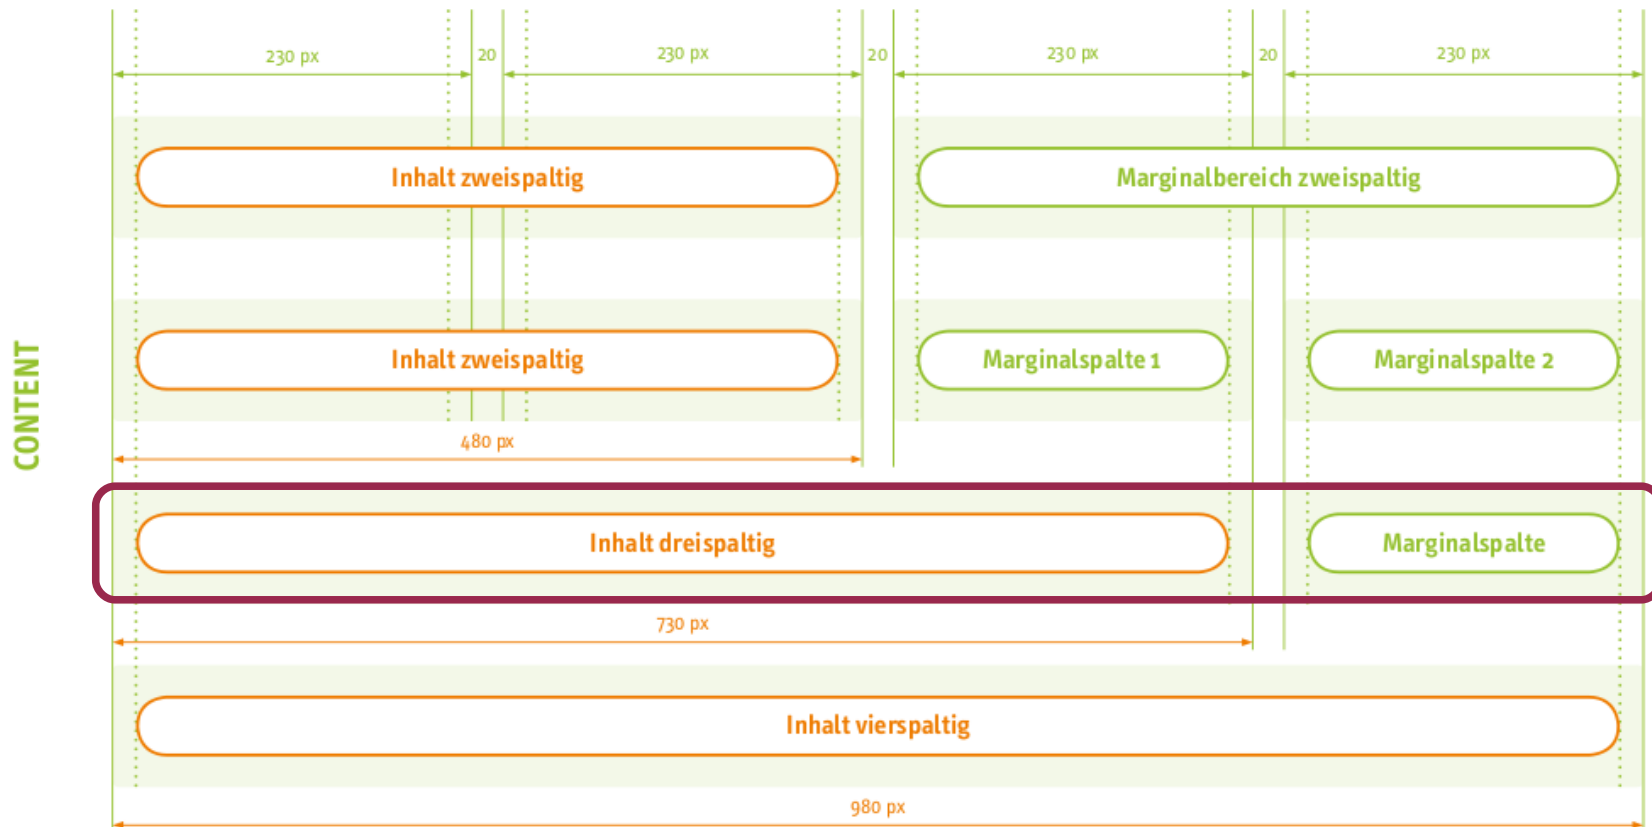 230 px 20 230 px 20 230 px 20 230 px
Inhalt zweispaltig Marginalbereich zweispaltig
CONTENT
Inhalt zweispaltig Marginalspalte 1 Marginalspalte 2
480 px
Inhalt dreispaltig Marginalspalte
730 px
Inhalt vierspaltig
980 px